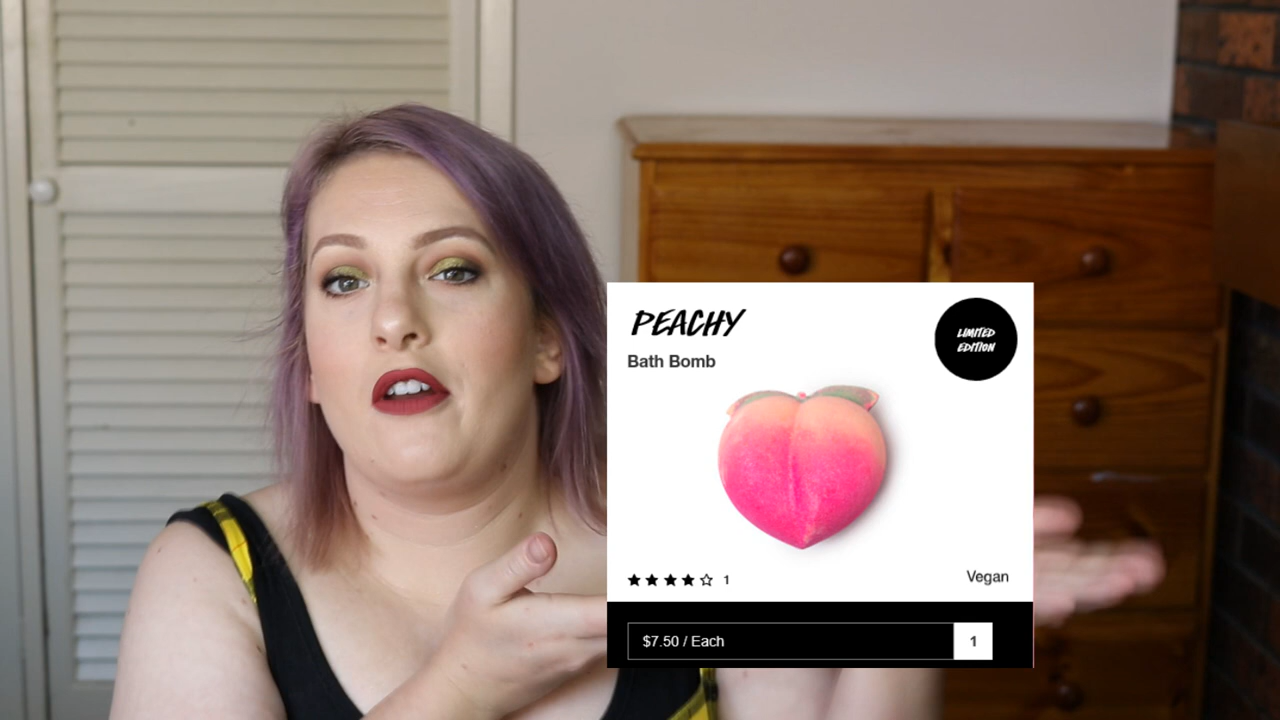 PEACHY
Bath Bomb
LIMITED
EDITION
1
Vegan
$7.50 / Each
1